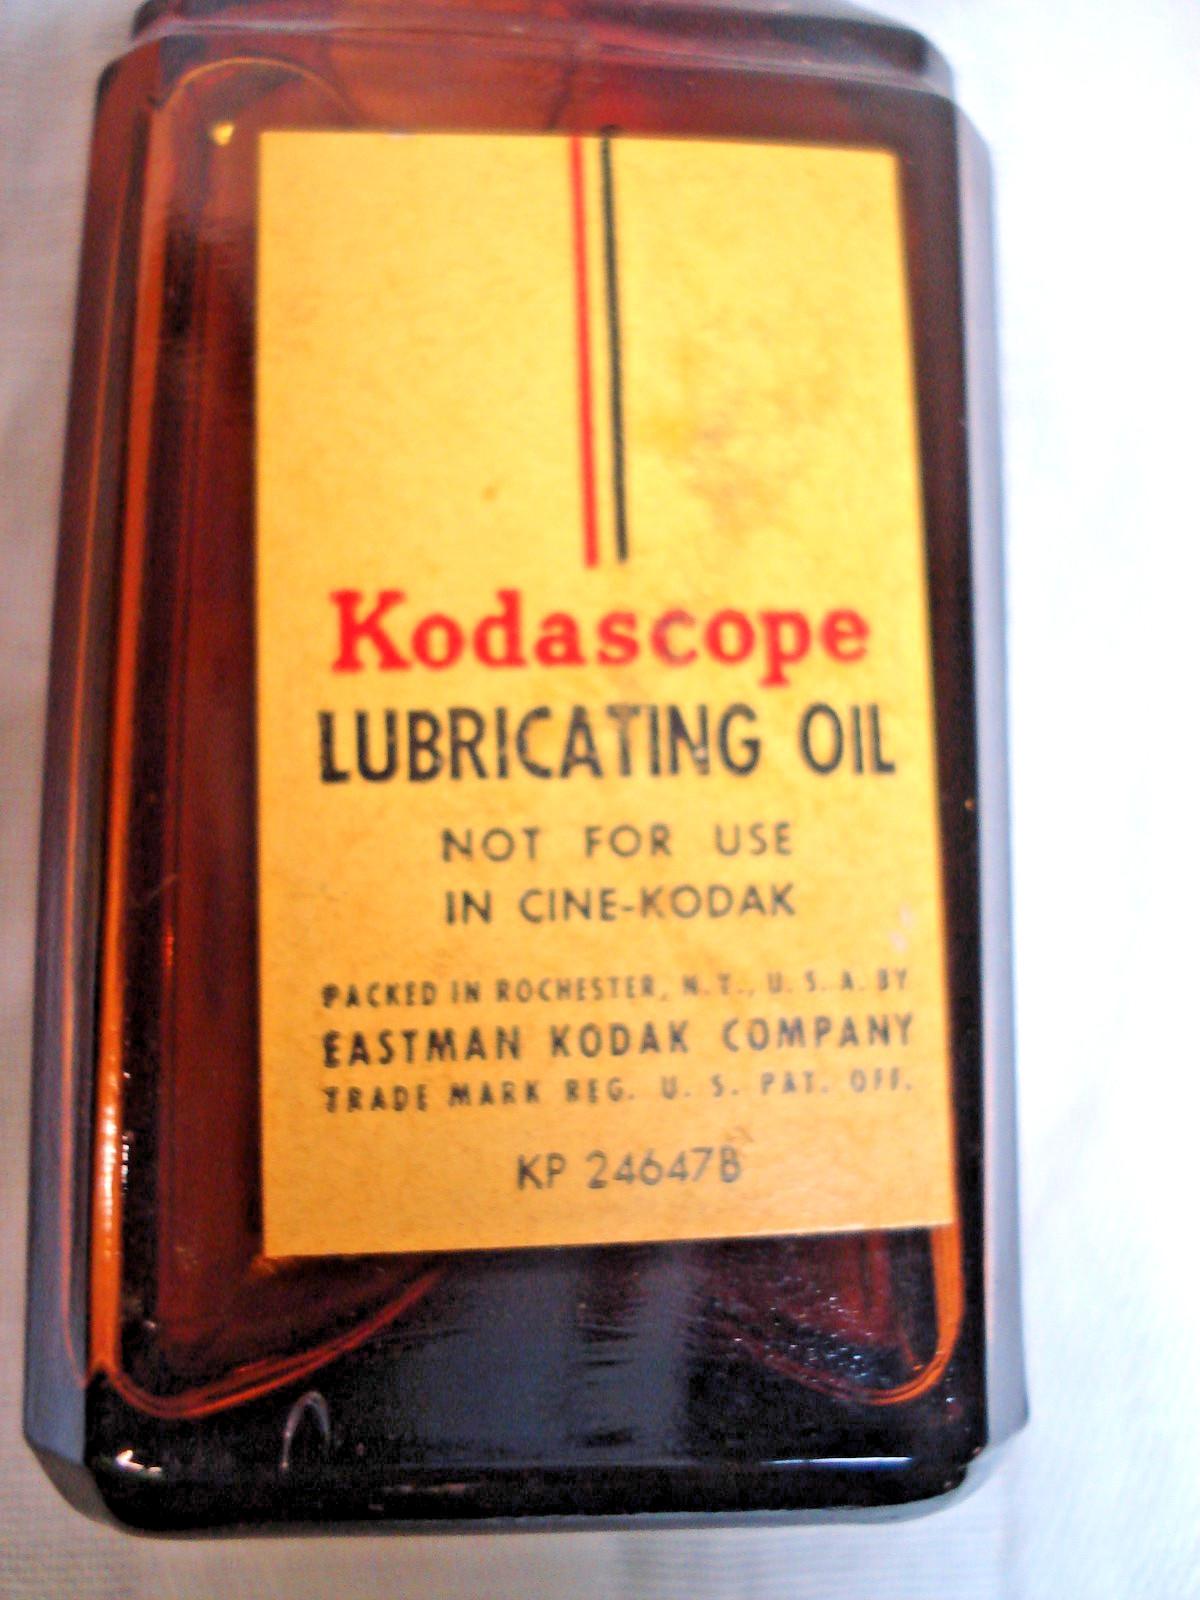 Kodascope
LUBRICATING OIL
NOT FOR USE
IN CINE-KODAK
PACKED IN ROCHESTER, N.Y., U.S.A. BY
EASTMAN KODAK COMPANY
TRADE MARK REG. U. S. PAT. OFF.
KP 24647B